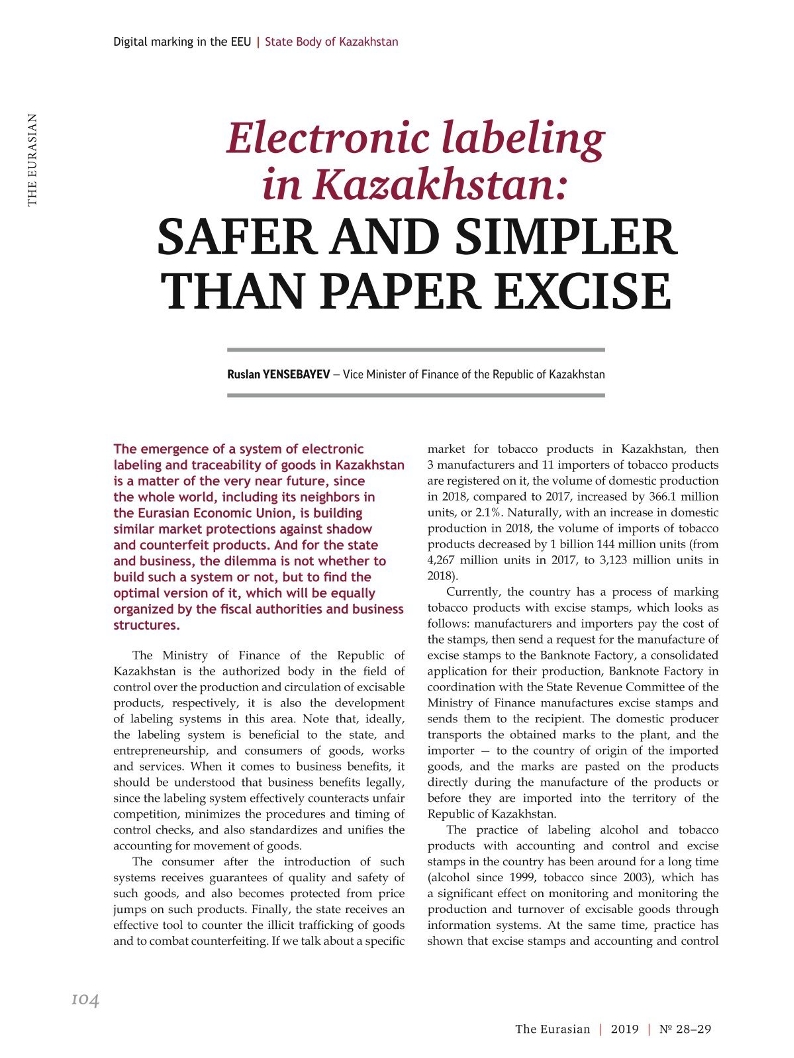 Digital marking in the EEU | State Body of Kazakhstan
THE EURASIAN
Electronic labeling
in Kazakhstan:
SAFER AND SIMPLER
THAN PAPER EXCISE
Ruslan YENSEBAYEV — Vice Minister of Finance of the Republic of Kazakhstan
The emergence of a system of electronic
labeling and traceability of goods in Kazakhstan
is a matter of the very near future, since
the whole world, including its neighbors in
the Eurasian Economic Union, is building
similar market protections against shadow
and counterfeit products. And for the state
and business, the dilemma is not whether to
build such a system or not, but to find the
optimal version of it, which will be equally
organized by the fiscal authorities and business
structures.
The Ministry of Finance of the Republic of
Kazakhstan is the authorized body in the field of
control over the production and circulation of excisable
products, respectively, it is also the development
of labeling systems in this area. Note that, ideally,
the labeling system is beneficial to the state, and
entrepreneurship, and consumers of goods, works
and services. When it comes to business benefits, it
should be understood that business benefits legally,
since the labeling system effectively counteracts unfair
competition, minimizes the procedures and timing of
control checks, and also standardizes and unifies the
accounting for movement of goods.
The consumer after the introduction of such
systems receives guarantees of quality and safety of
such goods, and also becomes protected from price
jumps on such products. Finally, the state receives an
effective tool to counter the illicit trafficking of goods
and to combat counterfeiting. If we talk about a specific
market for tobacco products in Kazakhstan, then
3 manufacturers and 11 importers of tobacco products
are registered on it, the volume of domestic production
in 2018, compared to 2017, increased by 366.1 million
units, or 2.1%. Naturally, with an increase in domestic
production in 2018, the volume of imports of tobacco
products decreased by 1 billion 144 million units (from
4,267 million units in 2017, to 3,123 million units in
2018).
Currently, the country has a process of marking
tobacco products with excise stamps, which looks as
follows: manufacturers and importers pay the cost of
the stamps, then send a request for the manufacture of
excise stamps to the Banknote Factory, a consolidated
application for their production, Banknote Factory in
coordination with the State Revenue Committee of the
Ministry of Finance manufactures excise stamps and
sends them to the recipient. The domestic producer
transports the obtained marks to the plant, and the
importer — to the country of origin of the imported
goods, and the marks are pasted on the products
directly during the manufacture of the products or
before they are imported into the territory of the
Republic of Kazakhstan.
The practice of labeling alcohol and tobacco
products with accounting and control and excise
stamps in the country has been around for a long time
(alcohol since 1999, tobacco since 2003), which has
a significant effect on monitoring and monitoring the
production and turnover of excisable goods through
information systems. At the same time, practice has
shown that excise stamps and accounting and control
104
The Eurasian | 2019 | № 28–29